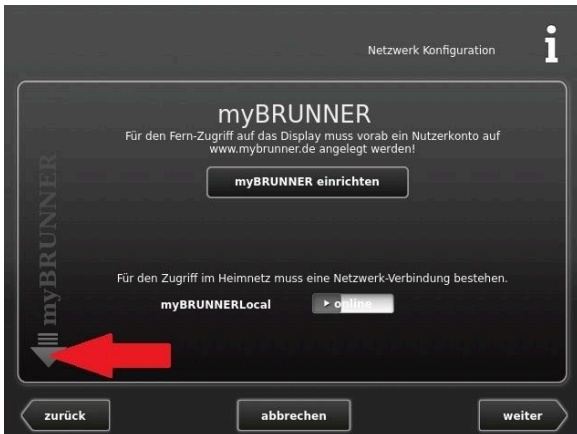 Netzwerk Konfiguration
i
myBRUNNER
Für den Fern-Zugriff auf das Display muss vorab ein Nutzerkonto auf
www.mybrunner.de angelegt werden!
myBRUNNER einrichten
myBRUNNER
Für den Zugriff im Heimnetz muss eine Netzwerk-Verbindung bestehen.
myBRUNNERLocal
online
zurück
abbrechen
weiter